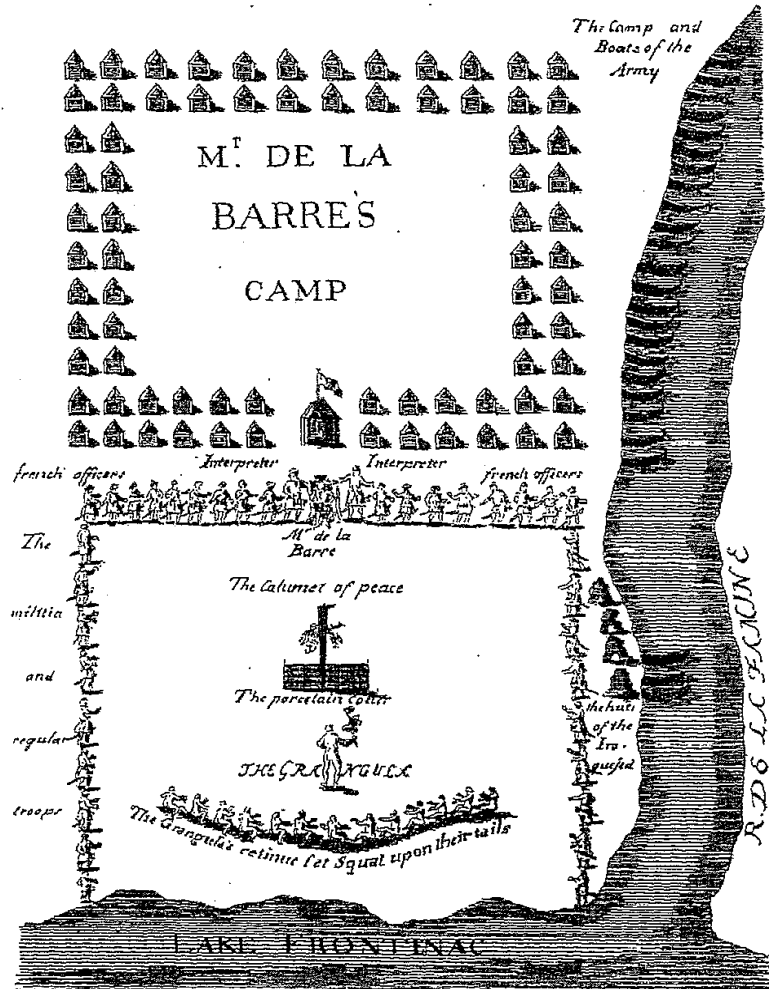 The Camp and
Boats of the
Army
Mr. DE LA
BARRE'S
CAMP
french officers
Interpreter
Interpreter
french officers
Mr. de la
Barre
The
militia
and
regular
troops
The Calumet of peace
The porcelain coller
THE GRANGULA
The Grangula's retinue set Squat upon their tails
the huts
of the
Iro-
quese
R. DE LA FAMINE
LAKE FRONTINAC